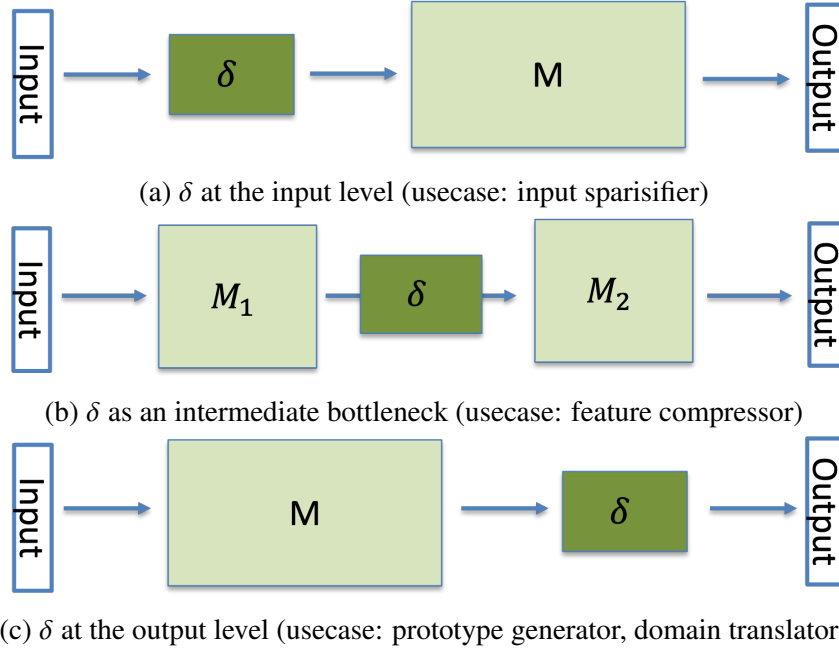 Input
δ
M
Output
(a) δ at the input level (usecase: input sparisifier)
Input
M₁
δ
M₂
Output
(b) δ as an intermediate bottleneck (usecase: feature compressor)
Input
M
δ
Output
(c) δ at the output level (usecase: prototype generator, domain translator